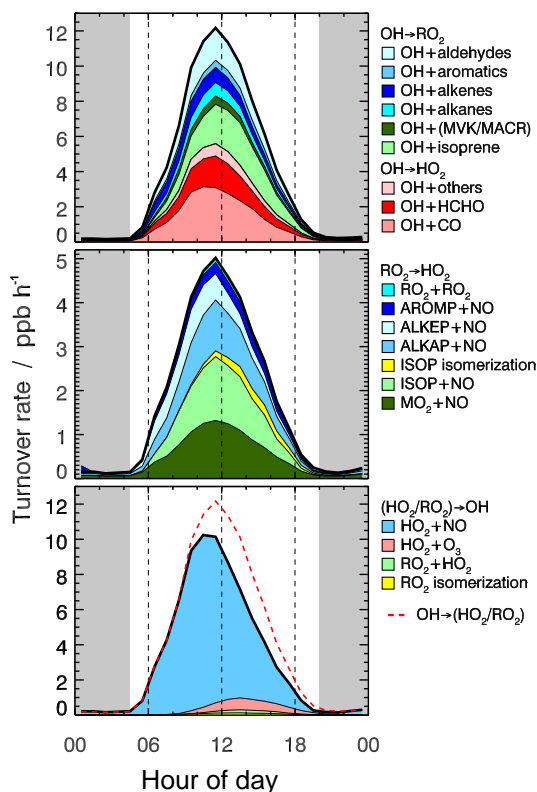 Turnover rate / ppb h⁻¹
12
10
8
6
4
2
0
OH→RO₂
OH+aldehydes
OH+aromatics
OH+alkenes
OH+alkanes
OH+(MVK/MACR)
OH+isoprene
OH→HO₂
OH+others
OH+HCHO
OH+CO
5
4
3
2
1
0
RO₂→HO₂
RO₂+RO₂
AROMP+NO
ALKEP+NO
ALKAP+NO
ISOP isomerization
ISOP+NO
MO₂+NO
12
10
8
6
4
2
0
(HO₂/RO₂)→OH
HO₂+NO
HO₂+O₃
RO₂+HO₂
RO₂ isomerization
OH→(HO₂/RO₂)
00 06 12 18 00
Hour of day